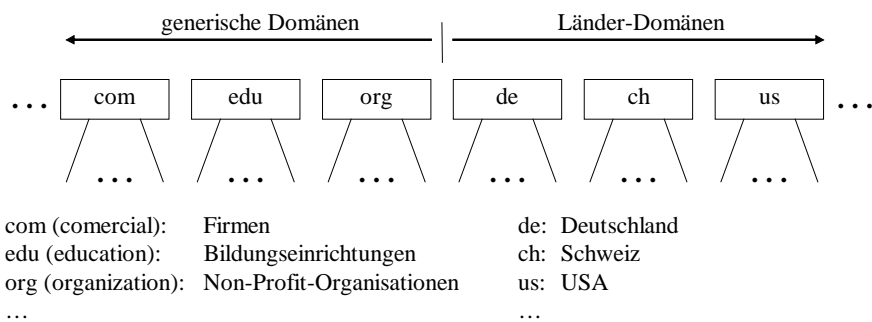 generische Domänen Länder-Domänen
... com edu org de ch us ...
... ... ... ... ... ...
com (comercial): Firmen de: Deutschland
edu (education): Bildungseinrichtungen ch: Schweiz
org (organization): Non-Profit-Organisationen us: USA
... ...